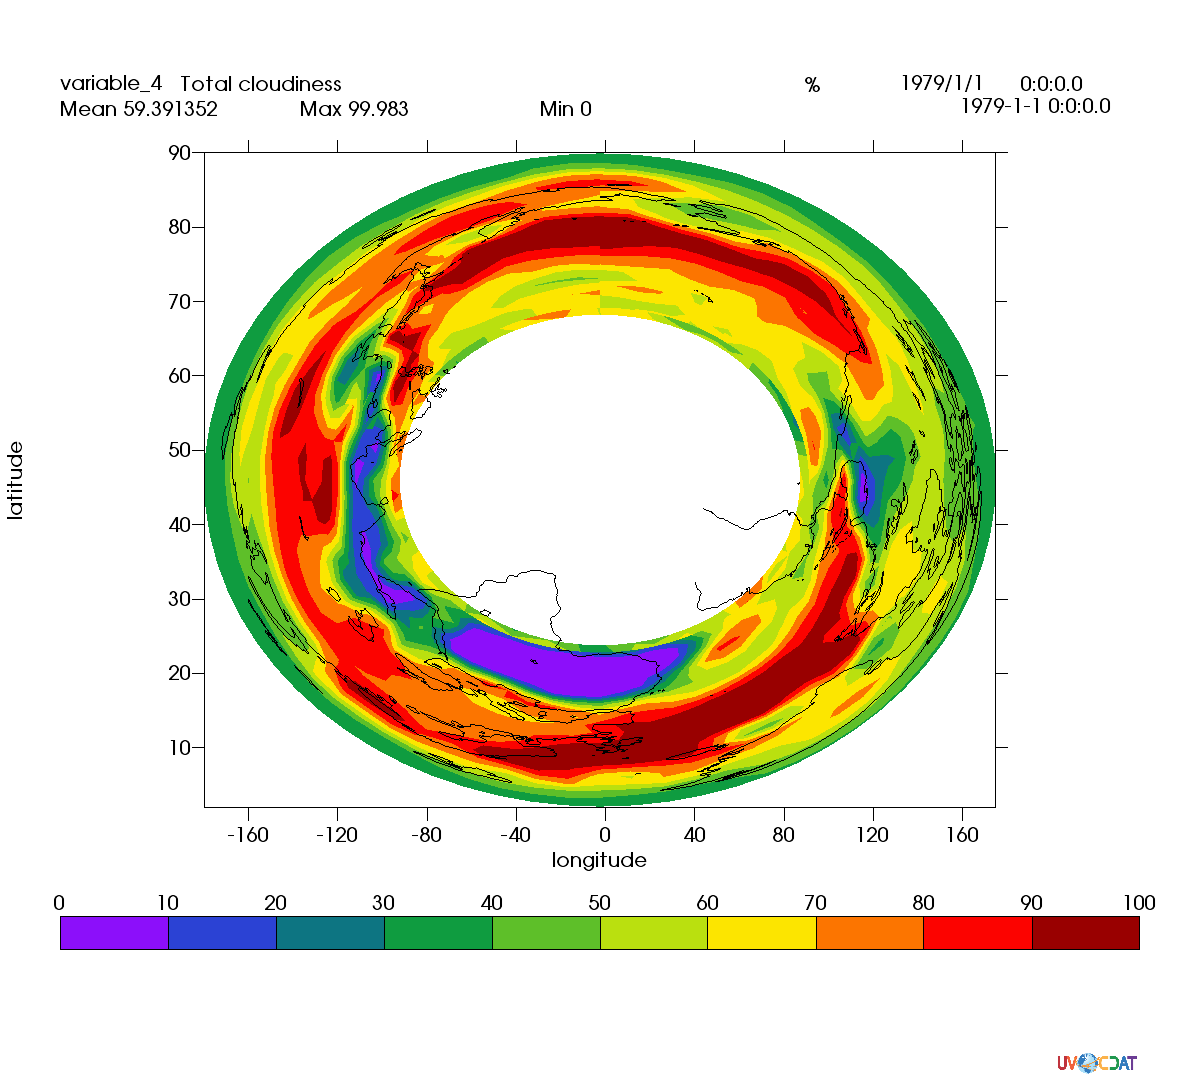 variable_4 Total cloudiness % 1979/1/1 0:0:0.0
Mean 59.391352 Max 99.983 Min 0 1979-1-1 0:0:0.0
90
80
70
60
50
40
30
20
10
latitude
-160 -120 -80 -40 0 40 80 120 160
longitude
0 10 20 30 40 50 60 70 80 90 100
UV CDAT